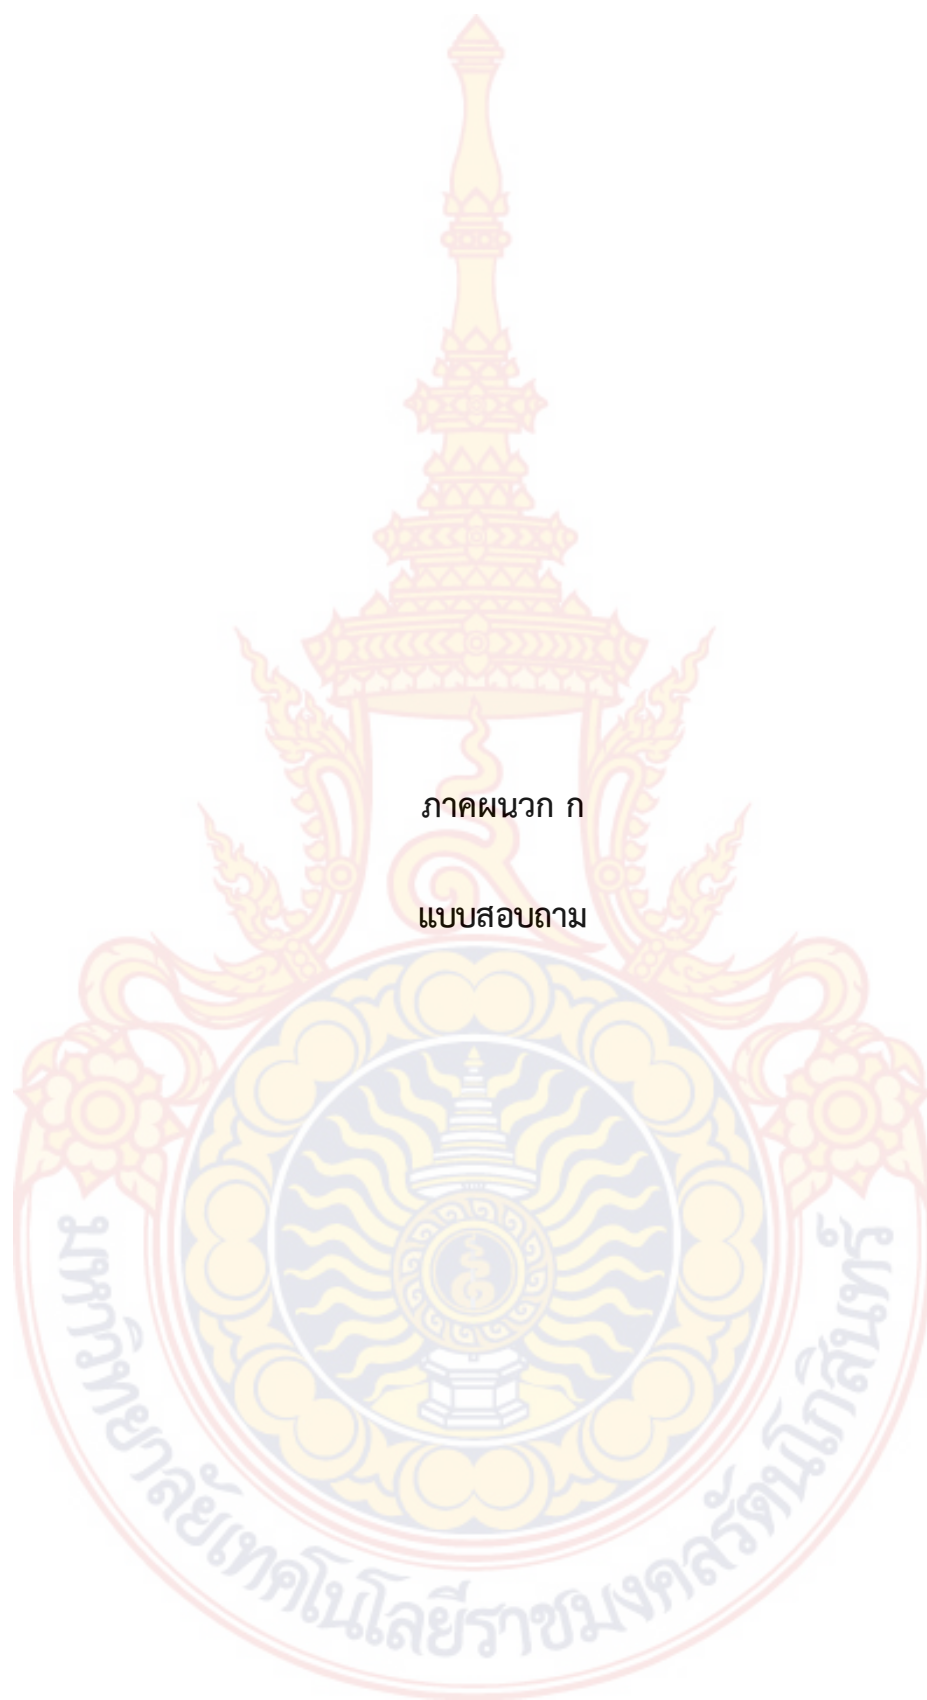 ภาคผนวก ก
แบบสอบถาม
มหาวิทยาลัยเทคโนโลยีราชมงคลรัตนโกสินทร์